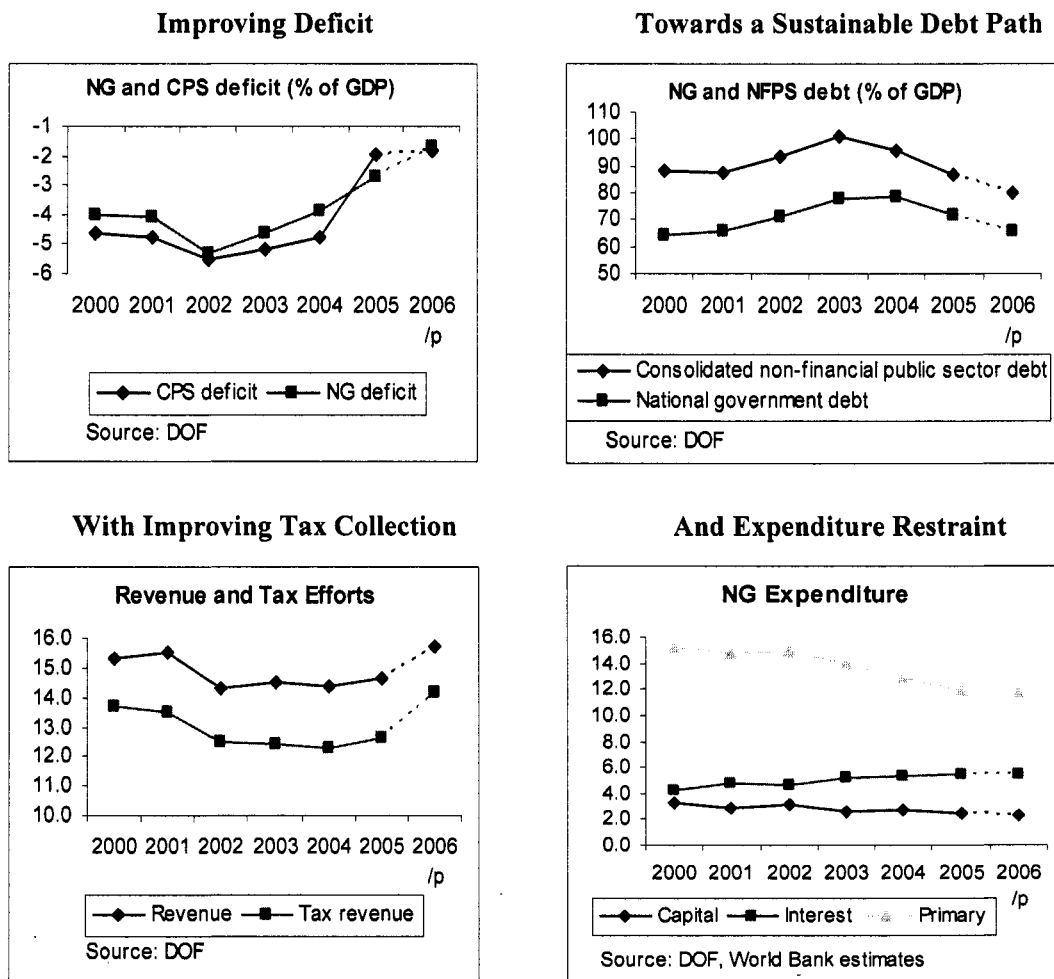 Improving Deficit
NG and CPS deficit (% of GDP)
-1
-2
-3
-4
-5
-6
2000 2001 2002 2003 2004 2005 2006
/p
CPS deficit NG deficit
Source: DOF
Towards a Sustainable Debt Path
NG and NFPS debt (% of GDP)
110
100
90
80
70
60
50
2000 2001 2002 2003 2004 2005 2006
/p
Consolidated non-financial public sector debt
National government debt
Source: DOF
With Improving Tax Collection
Revenue and Tax Efforts
16.0
15.0
14.0
13.0
12.0
11.0
10.0
2000 2001 2002 2003 2004 2005 2006
/p
Revenue Tax revenue
Source: DOF
And Expenditure Restraint
NG Expenditure
16.0
14.0
12.0
10.0
8.0
6.0
4.0
2.0
0.0
2000 2001 2002 2003 2004 2005 2006
/p
Capital Interest Primary
Source: DOF, World Bank estimates